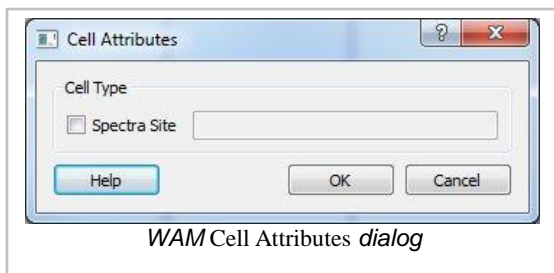 Cell Attributes
Cell Type
Spectra Site
Help OK Cancel
WAM Cell Attributes dialog